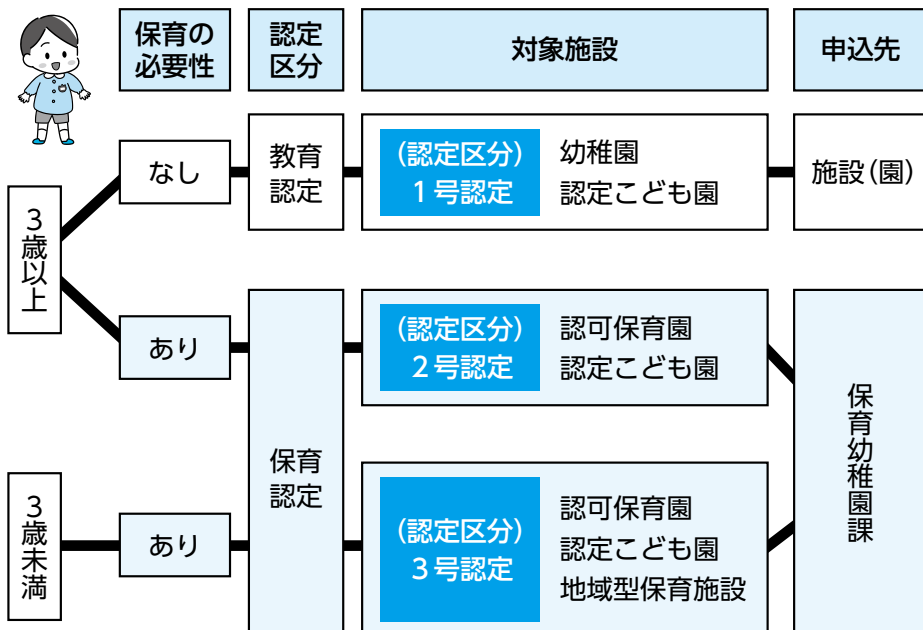 保育の
必要性
認定
区分
対象施設
申込先
3歳以上
なし
教育
認定
(認定区分)
1号認定
幼稚園
認定こども園
施設(園)
あり
保育
認定
(認定区分)
2号認定
認可保育園
認定こども園
保育幼稚園課
3歳未満
あり
(認定区分)
3号認定
認可保育園
認定こども園
地域型保育施設